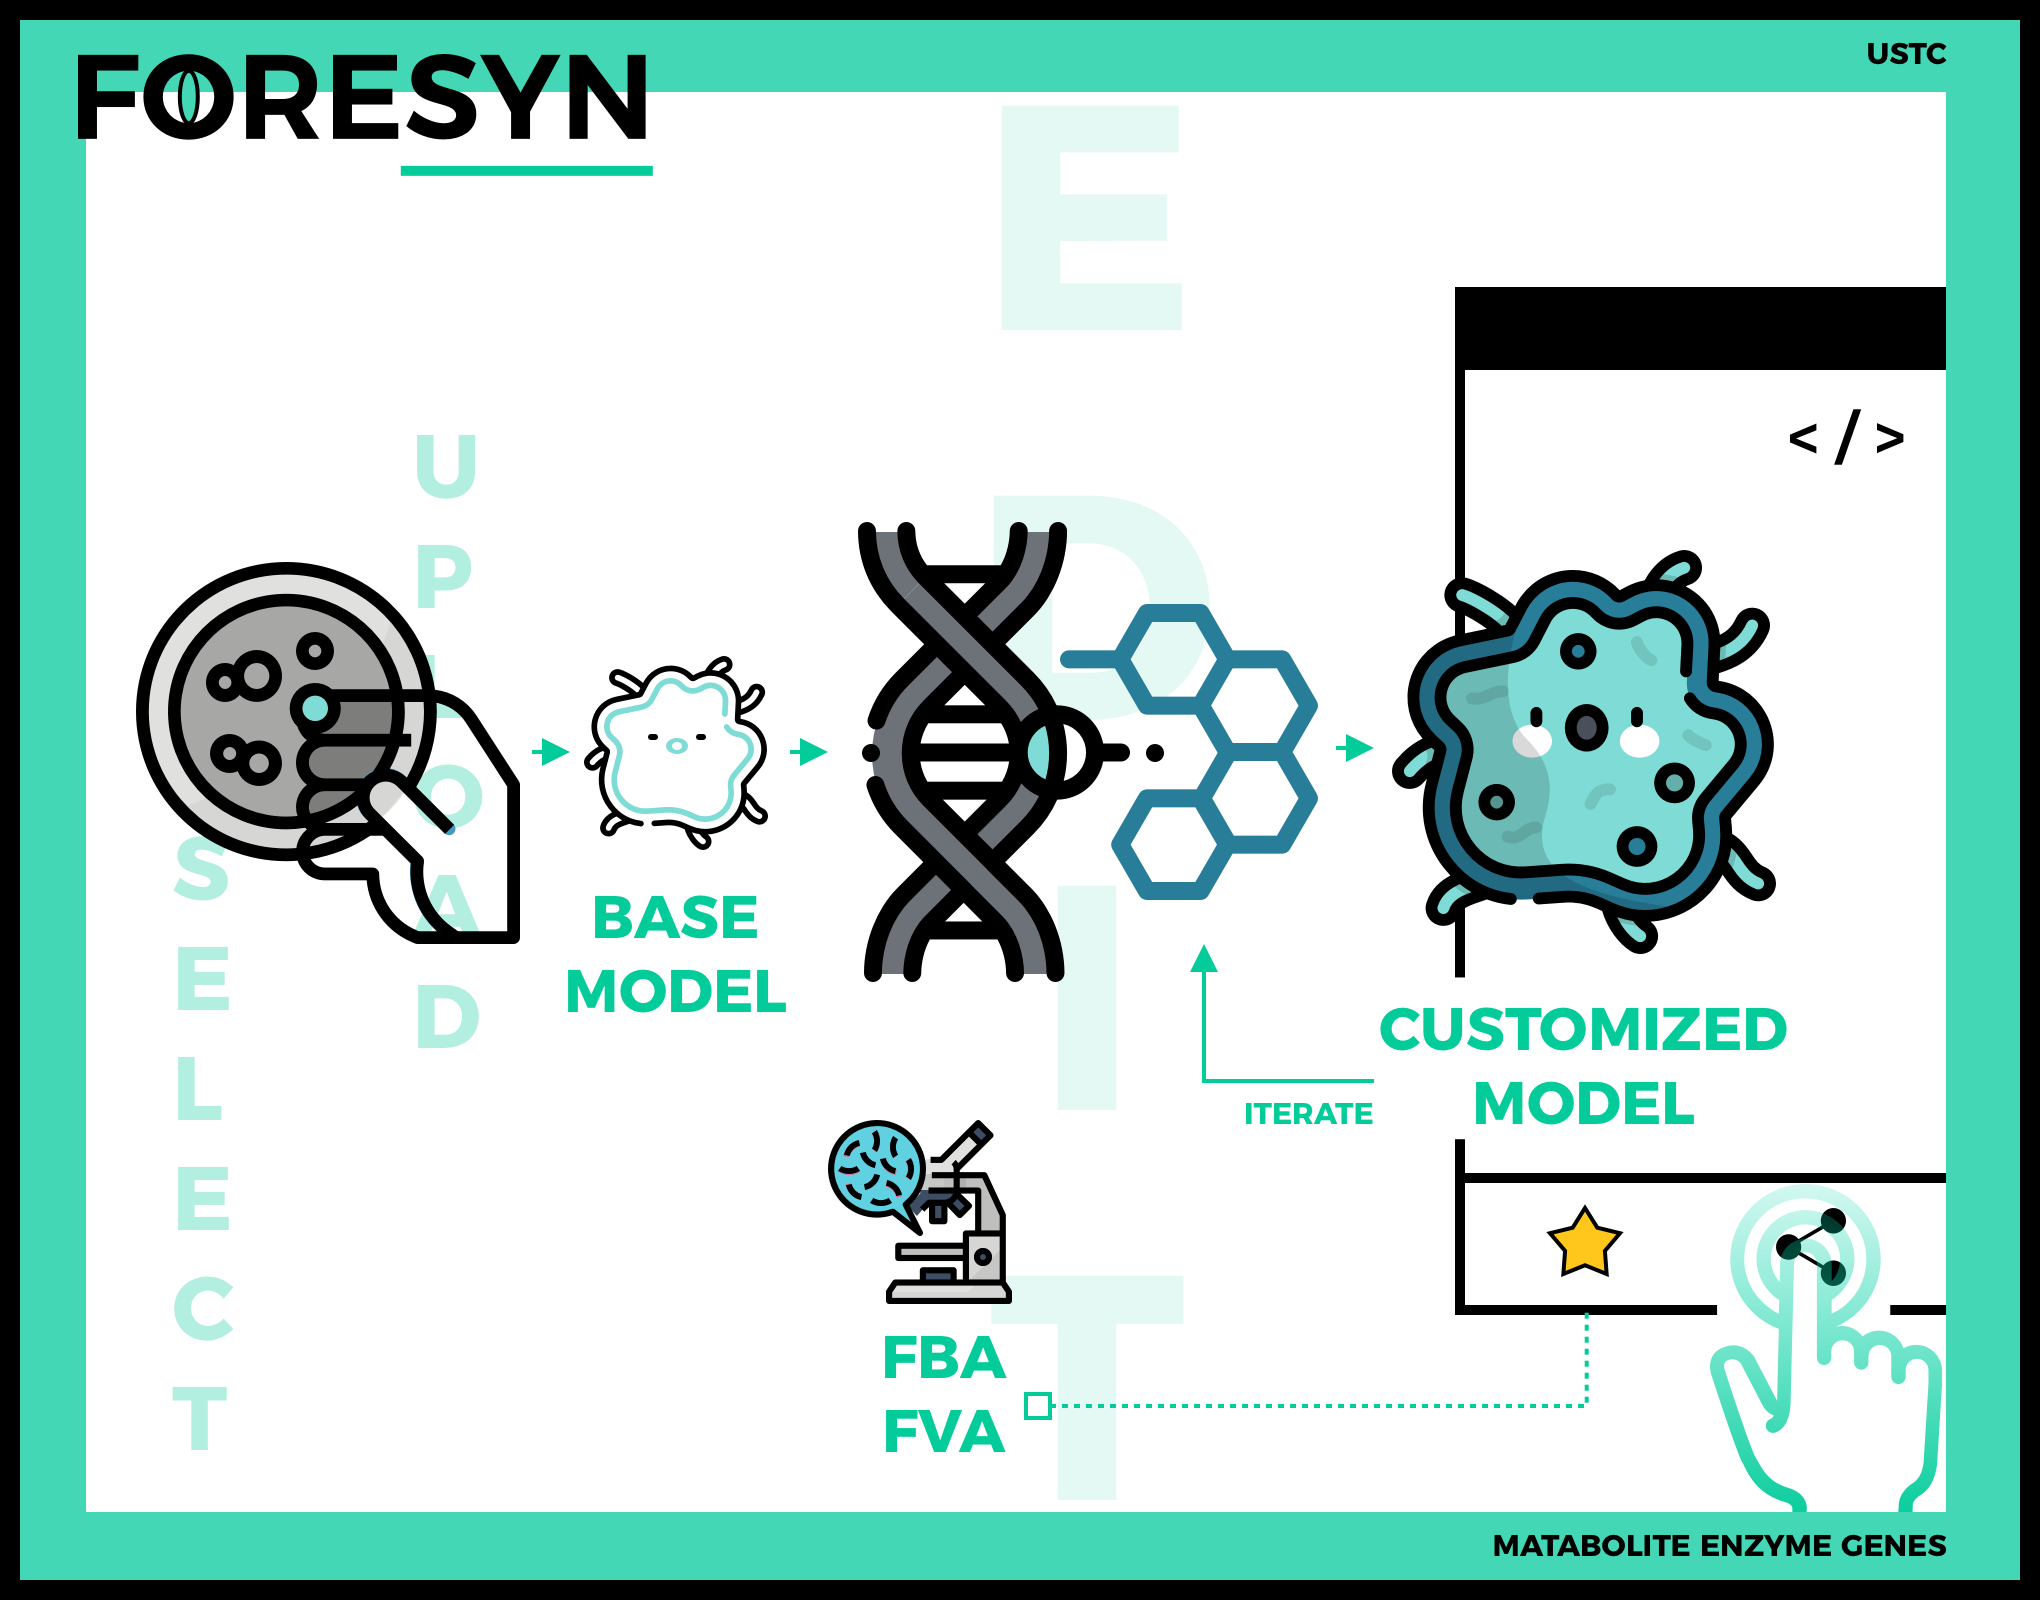 FORESYN
USTC
SELECT
UPLOAD
BASE
MODEL
EDIT
</>
CUSTOMIZED
MODEL
ITERATE
FBA
FVA
MATABOLITE ENZYME GENES